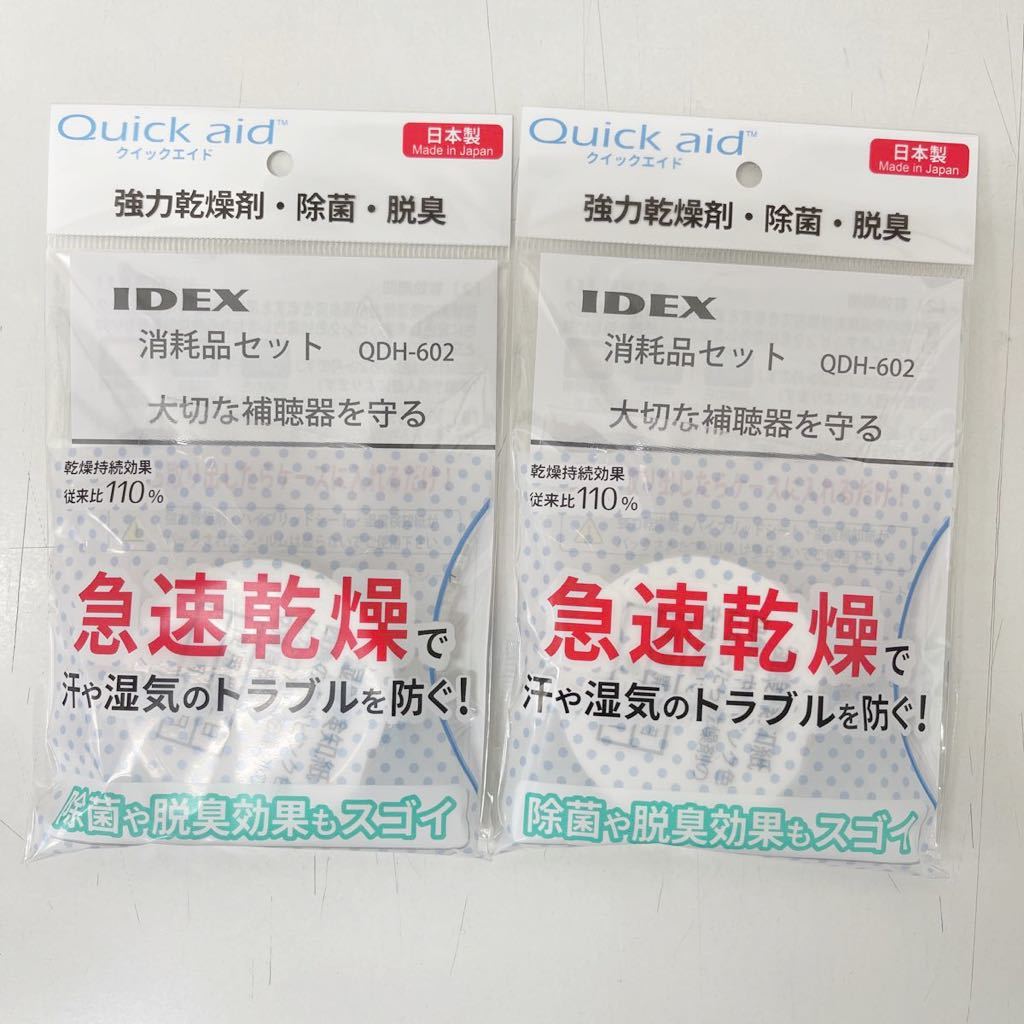 Quick aid™
クイックエイド
日本製
Made in Japan
強力乾燥剤・除菌・脱臭
IDEX
消耗品セット QDH-602
大切な補聴器を守る
乾燥持続効果
従来比110%
急速乾燥で
汗や湿気のトラブルを防ぐ!
除菌や脱臭効果もスゴイ
Quick aid™
クイックエイド
日本製
Made in Japan
強力乾燥剤・除菌・脱臭
IDEX
消耗品セット QDH-602
大切な補聴器を守る
乾燥持続効果
従来比110%
急速乾燥で
汗や湿気のトラブルを防ぐ!
除菌や脱臭効果もスゴイ